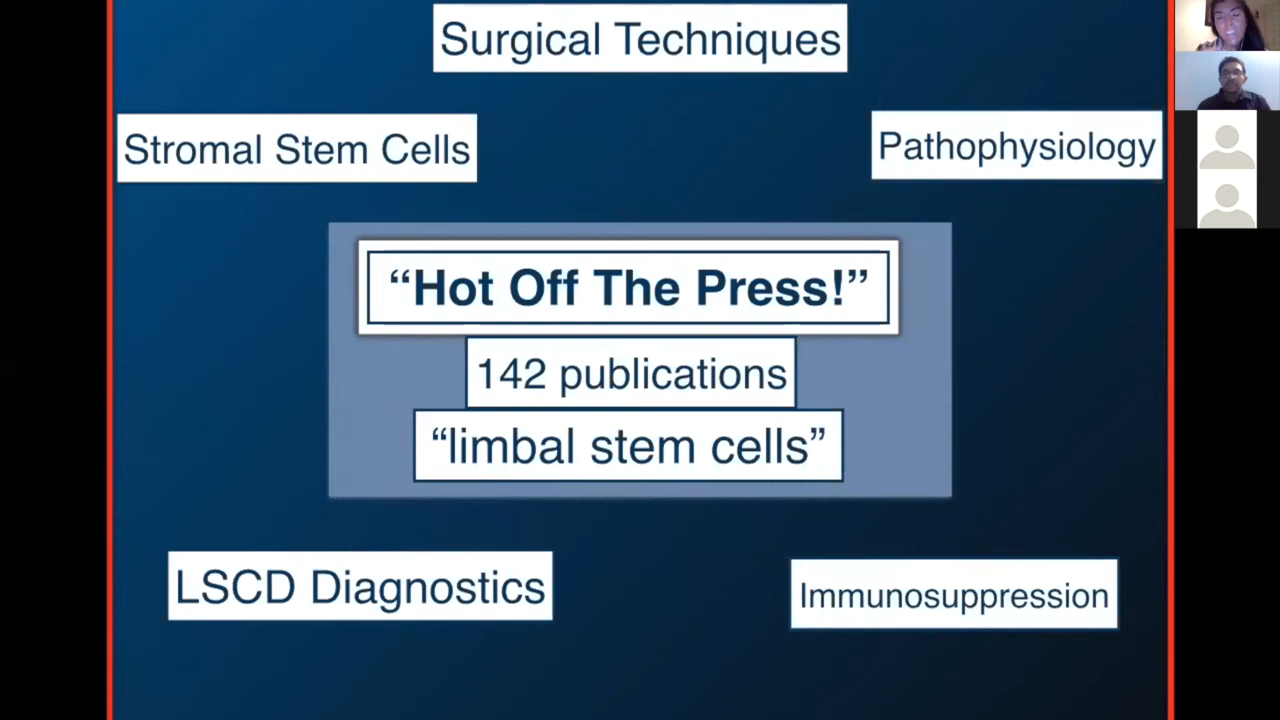 Surgical Techniques
Stromal Stem Cells
Pathophysiology
“Hot Off The Press!”
142 publications
“limbal stem cells”
LSCD Diagnostics
Immunosuppression